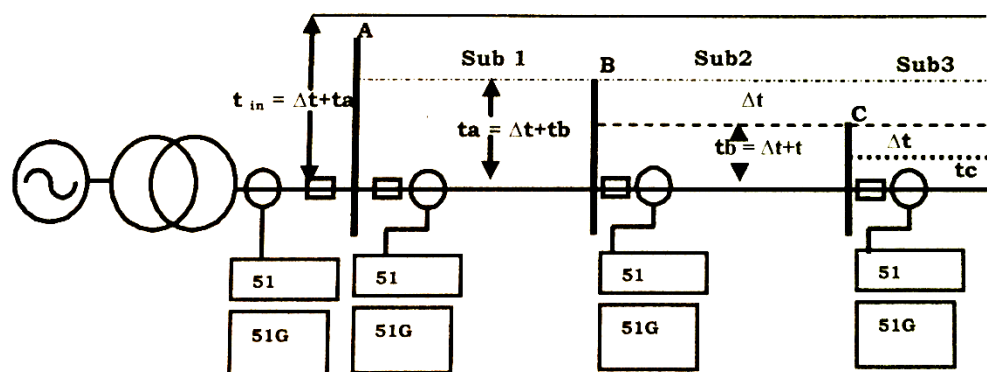 A
Sub 1
B
Sub2
Sub3
t in = Δt+ta
ta = Δt+tb
Δt
C
tb = Δt+t
Δt
tc
51
51
51
51
51G
51G
51G
51G